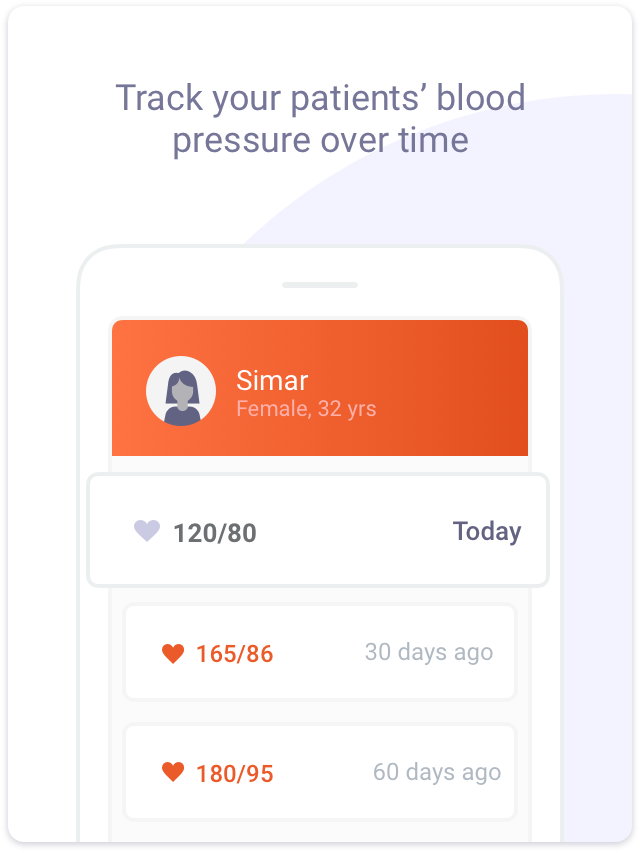 Track your patients’ blood
pressure over time
Simar
Female, 32 yrs
120/80
Today
165/86
30 days ago
180/95
60 days ago